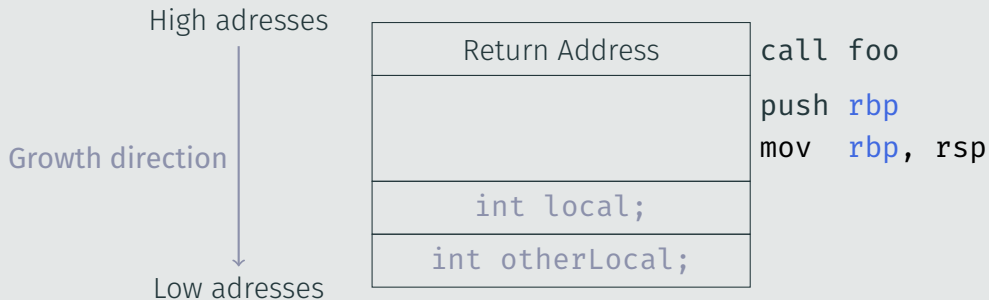 High adresses
Return Address
call foo
push rbp
mov rbp, rsp
Growth direction
int local;
int otherLocal;
Low adresses